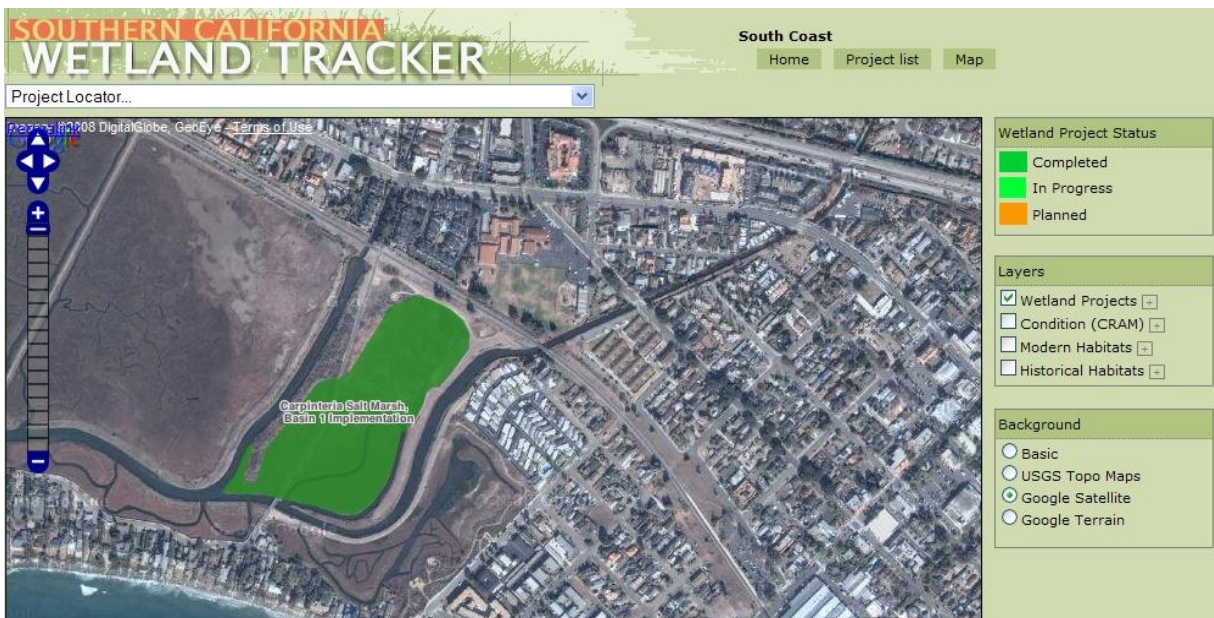 SOUTHERN CALIFORNIA
WETLAND TRACKER
South Coast
Home Project list Map
Project Locator...
©2008 DigitalGlobe, GeoEye - Terms of Use
Carpinteria Salt Marsh,
Basin 1 Implementation
Wetland Project Status
Completed
In Progress
Planned
Layers
Wetland Projects
Condition (CRAM)
Modern Habitats
Historical Habitats
Background
Basic
USGS Topo Maps
Google Satellite
Google Terrain